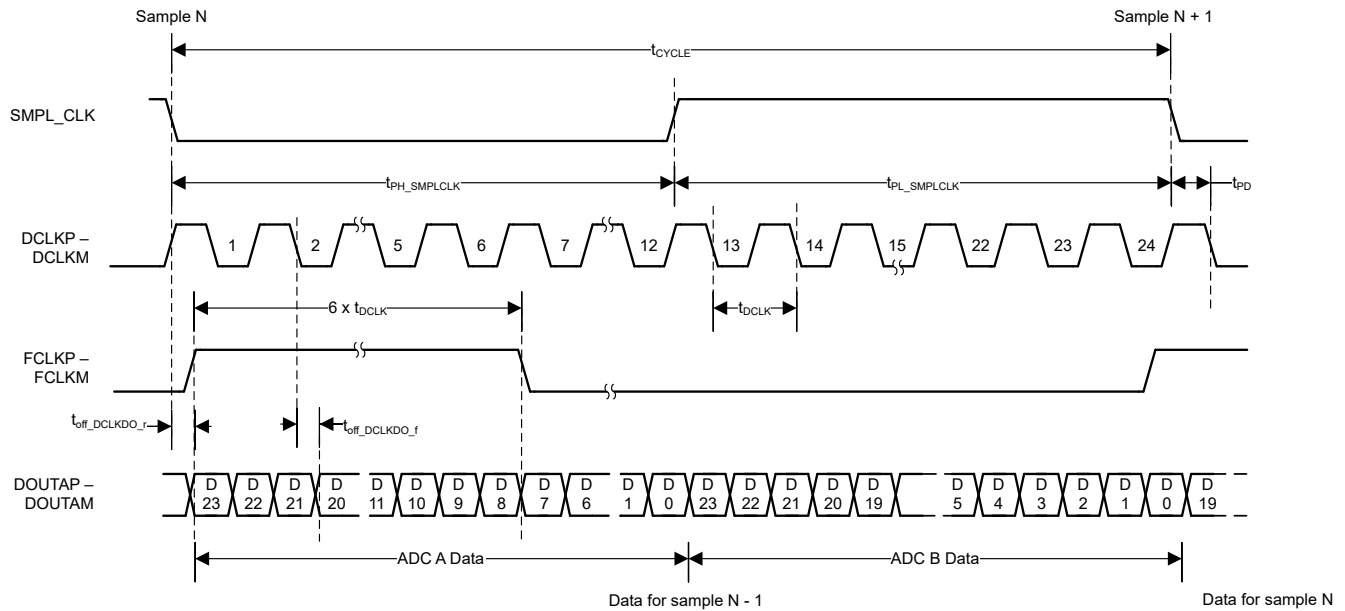 Sample N
Sample N + 1
tCYCLE
SMPL_CLK
tPH_SMPLCLK
tPL_SMPLCLK
tPD
DCLKP –
DCLKM
1 2 5 6 7 12 13 14 15 22 23 24
6 x tDCLK
tDCLK
FCLKP –
FCLKM
toff_DCLKDO_r
toff_DCLKDO_f
DOUTAP –
DOUTAM
D D D D D D D D D D D D D D D D D D D D D D D D
23 22 21 20 11 10 9 8 7 6 1 0 23 22 21 20 19 5 4 3 2 1 0 19
ADC A Data
ADC B Data
Data for sample N - 1
Data for sample N